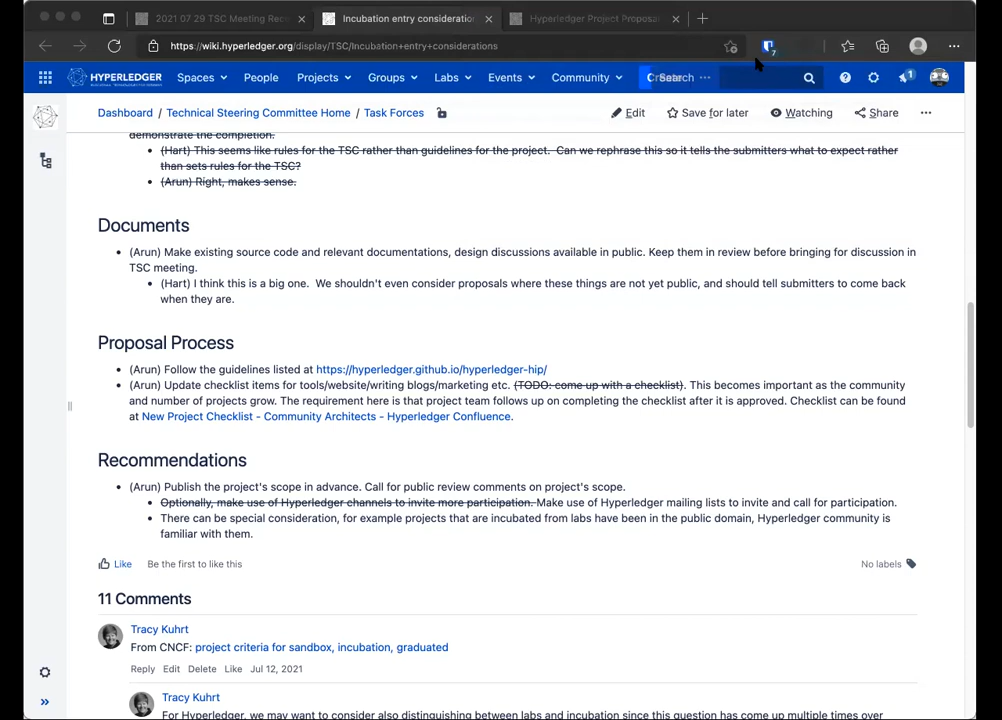 2021 07 29 TSC Meeting Rec
Incubation entry consideratio
Hyperledger Project Proposa
https://wiki.hyperledger.org/display/TSC/Incubation+entry+considerations
7
HYPERLEDGER Spaces People Projects Groups Labs Events Community Search 1
Dashboard / Technical Steering Committee Home / Task Forces Edit Save for later Watching Share
demonstrate the completion.
(Hart) This seems like rules for the TSC rather than guidelines for the project. Can we rephrase this so it tells the submitters what to expect rather
than sets rules for the TSC?
(Arun) Right, makes sense.
Documents
(Arun) Make existing source code and relevant documentations, design discussions available in public. Keep them in review before bringing for discussion in
TSC meeting.
(Hart) I think this is a big one. We shouldn't even consider proposals where these things are not yet public, and should tell submitters to come back
when they are.
Proposal Process
(Arun) Follow the guidelines listed at https://hyperledger.github.io/hyperledger-hip/
(Arun) Update checklist items for tools/website/writing blogs/marketing etc. (TODO: come up with a checklist). This becomes important as the community
and number of projects grow. The requirement here is that project team follows up on completing the checklist after it is approved. Checklist can be found
at New Project Checklist - Community Architects - Hyperledger Confluence.
Recommendations
(Arun) Publish the project's scope in advance. Call for public review comments on project's scope.
Optionally, make use of Hyperledger channels to invite more participation. Make use of Hyperledger mailing lists to invite and call for participation.
There can be special consideration, for example projects that are incubated from labs have been in the public domain, Hyperledger community is
familiar with them.
Like Be the first to like this No labels
11 Comments
Tracy Kuhrt
From CNCF: project criteria for sandbox, incubation, graduated
Reply Edit Delete Like Jul 12, 2021
Tracy Kuhrt
For Hyperledger, we may want to consider also distinguishing between labs and incubation since this question has come up multiple times over